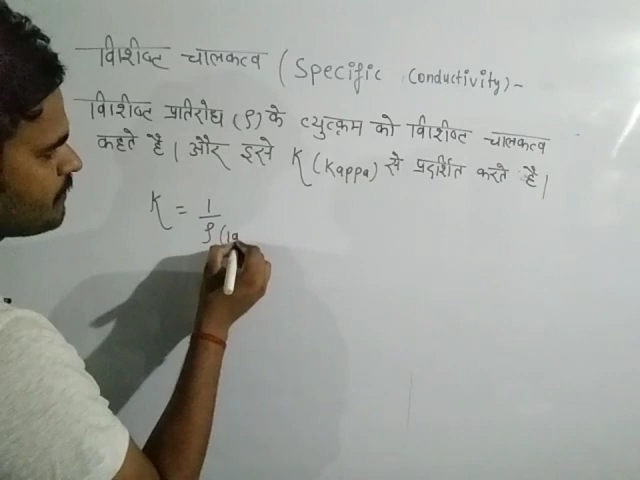 विशिष्ट चालकत्व (Specific Conductivity)-
विशिष्ट प्रतिरोध (ρ) के व्युत्क्रम को विशिष्ट चालकत्व
कहते है। और इसे K (Kappa) से प्रदर्शित करते है।
K = 1/ρ